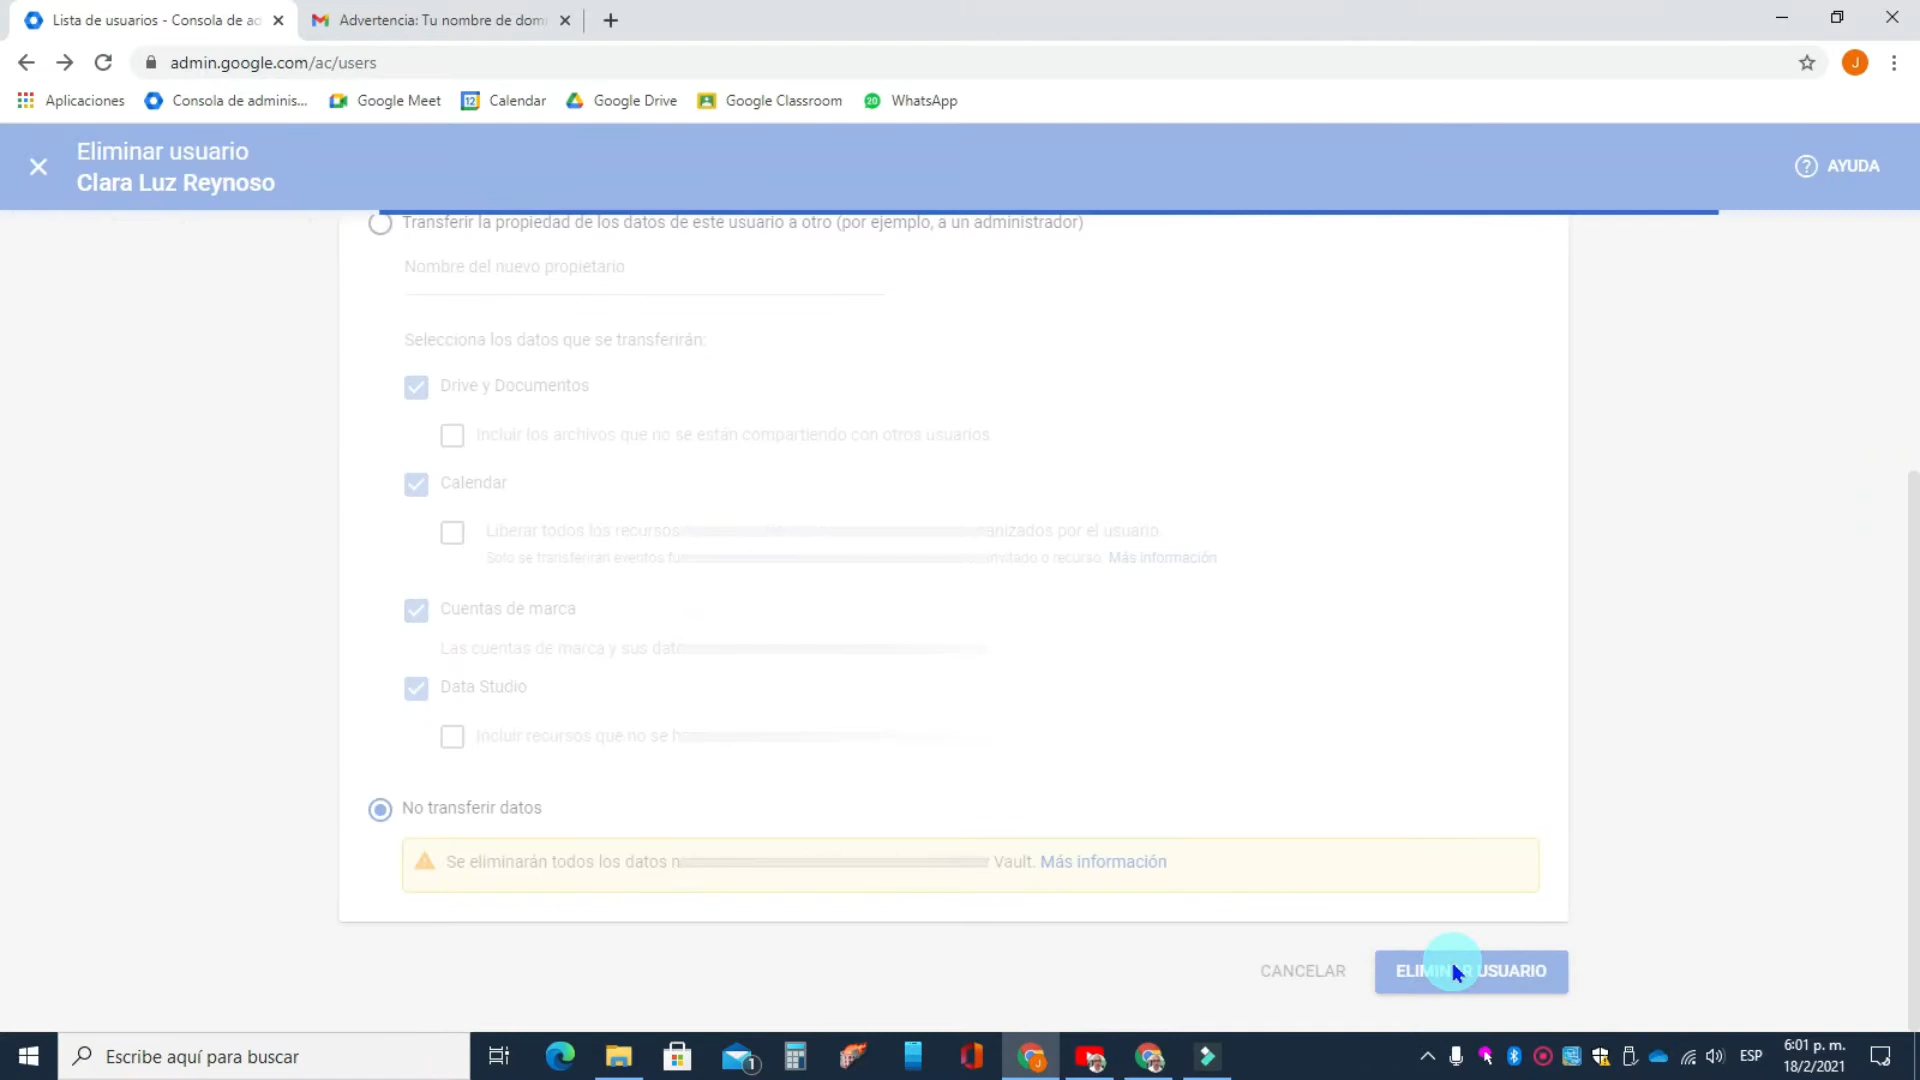 Lista de usuarios - Consola de ad
Advertencia: Tu nombre de dom
admin.google.com/ac/users
J
Aplicaciones
Consola de adminis...
Google Meet
12
Calendar
Google Drive
Google Classroom
20
WhatsApp
Eliminar usuario
Clara Luz Reynoso
? AYUDA
Transferir la propiedad de los datos de este usuario a otro (por ejemplo, a un administrador)
Nombre del nuevo propietario
Selecciona los datos que se transferirán:
Drive y Documentos
Incluir los archivos que no se están compartiendo con otros usuarios
Calendar
Liberar todos los recursos anizados por el usuario.
Solo se transferirán eventos invitado o recurso. Más información
Cuentas de marca
Las cuentas de marca y sus
Data Studio
Incluir recursos que no se
No transferir datos
Se eliminarán todos los datos Vault. Más información
CANCELAR
ELIMINAR USUARIO
Escribe aquí para buscar
1
J
ESP
6:01 p. m.
18/2/2021